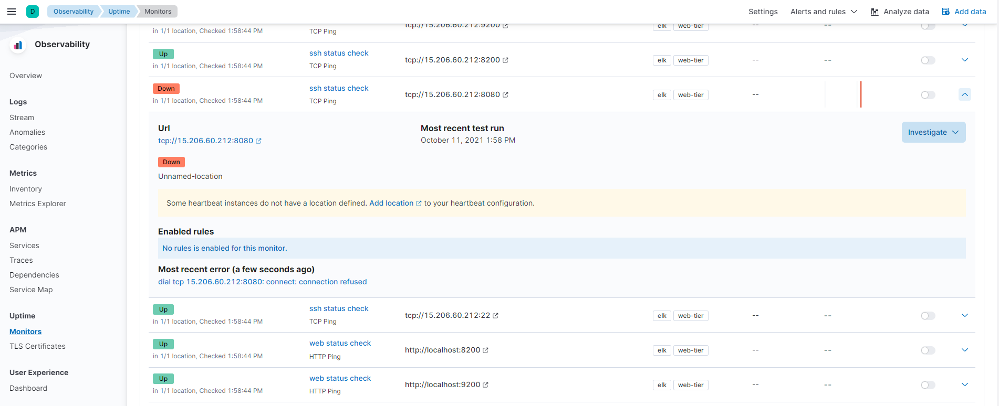 D Observability Uptime Monitors Settings Alerts and rules Analyze data Add data
Observability
Overview
Logs
Stream
Anomalies
Categories
Metrics
Inventory
Metrics Explorer
APM
Services
Traces
Dependencies
Service Map
Uptime
Monitors
TLS Certificates
User Experience
Dashboard
tcp://15.206.60.212:9200 elk web-tier -- --
in 1/1 location, Checked 1:58:44 PM TCP Ping
Up ssh status check
tcp://15.206.60.212:8200 elk web-tier -- --
in 1/1 location, Checked 1:58:44 PM TCP Ping
Down ssh status check
tcp://15.206.60.212:8080 elk web-tier --
in 1/1 location, Checked 1:58:44 PM TCP Ping
Url Most recent test run
Investigate
tcp://15.206.60.212:8080 October 11, 2021 1:58 PM
Down
Unnamed-location
Some heartbeat instances do not have a location defined. Add location to your heartbeat configuration.
Enabled rules
No rules is enabled for this monitor.
Most recent error (a few seconds ago)
dial tcp 15.206.60.212:8080: connect: connection refused
Up ssh status check
tcp://15.206.60.212:22 elk web-tier -- --
in 1/1 location, Checked 1:58:44 PM TCP Ping
Up web status check
http://localhost:8200 elk web-tier -- --
in 1/1 location, Checked 1:58:44 PM HTTP Ping
Up web status check
http://localhost:9200 elk web-tier -- --
in 1/1 location, Checked 1:58:44 PM HTTP Ping